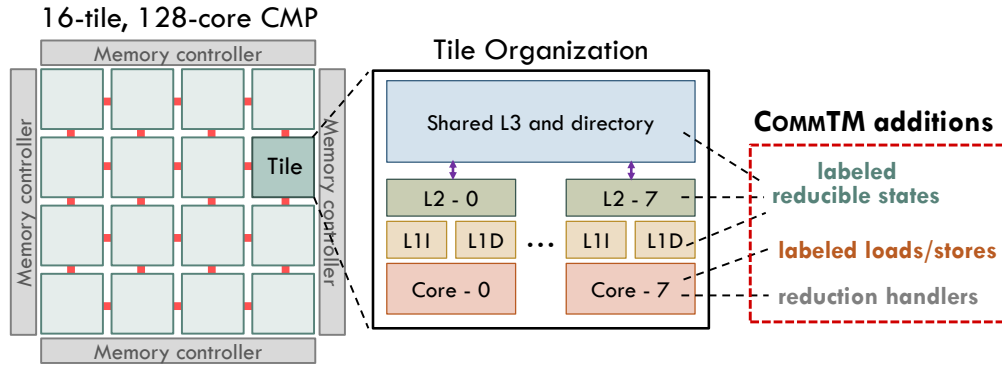 16-tile, 128-core CMP
Memory controller
Memory controller
Tile
Memory controller
Memory controller
Tile Organization
Shared L3 and directory
L2 - 0
L2 - 7
L1I
L1D
...
L1I
L1D
Core - 0
Core - 7
COMMTM additions
labeled
reducible states
labeled loads/stores
reduction handlers